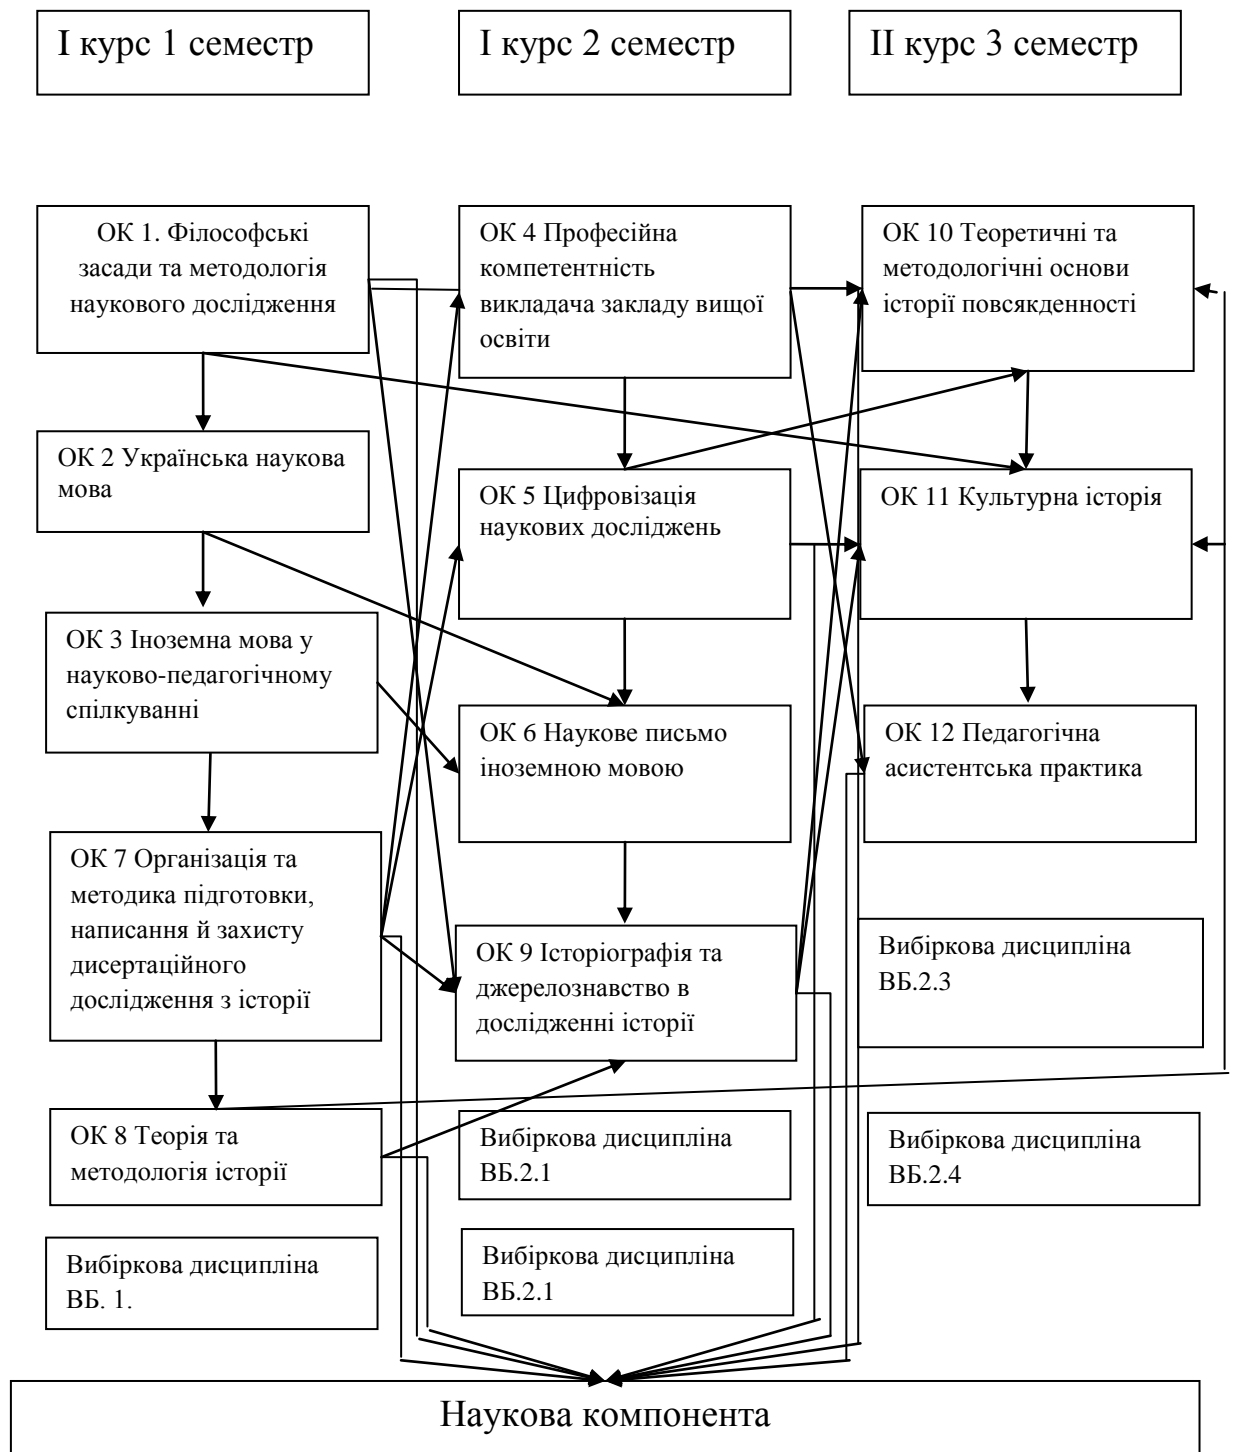 І курс 1 семестр
І курс 2 семестр
ІІ курс 3 семестр
ОК 1. Філософські
засади та методологія
наукового дослідження
ОК 2 Українська наукова
мова
ОК 3 Іноземна мова у
науково-педагогічному
спілкуванні
ОК 7 Організація та
методика підготовки,
написання й захисту
дисертаційного
дослідження з історії
ОК 8 Теорія та
методологія історії
Вибіркова дисципліна
ВБ. 1.
ОК 4 Професійна
компетентність
викладача закладу вищої
освіти
ОК 5 Цифровізація
наукових досліджень
ОК 6 Наукове письмо
іноземною мовою
ОК 9 Історіографія та
джерелознавство в
дослідженні історії
Вибіркова дисципліна
ВБ.2.1
Вибіркова дисципліна
ВБ.2.1
ОК 10 Теоретичні та
методологічні основи
історії повсякденності
ОК 11 Культурна історія
ОК 12 Педагогічна
асистентська практика
Вибіркова дисципліна
ВБ.2.3
Вибіркова дисципліна
ВБ.2.4
Наукова компонента